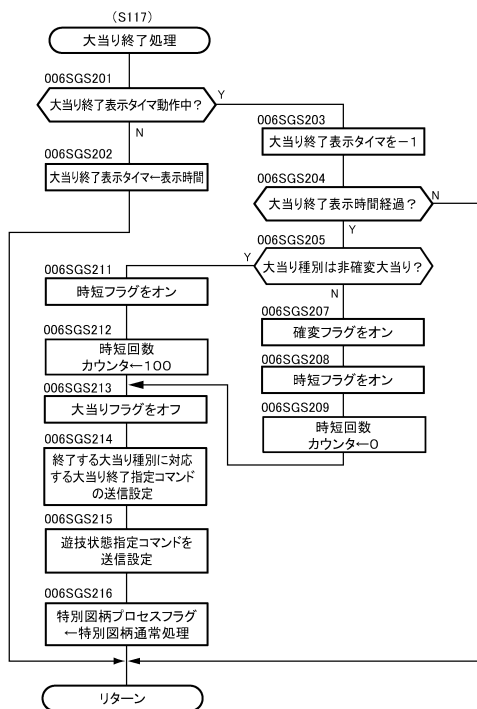 (S117)
大当り終了処理
006SGS201
大当り終了表示タイマ動作中？
Y
N
006SGS202
大当り終了表示タイマ←表示時間
006SGS203
大当り終了表示タイマを－1
006SGS204
大当り終了表示時間経過？
N
Y
006SGS205
大当り種別は非確変大当り？
Y
N
006SGS207
確変フラグをオン
006SGS208
時短フラグをオン
006SGS209
時短回数
カウンタ←0
006SGS211
時短フラグをオン
006SGS212
時短回数
カウンタ←100
006SGS213
大当りフラグをオフ
006SGS214
終了する大当り種別に対応
する大当り終了指定コマンド
の送信設定
006SGS215
遊技状態指定コマンドを
送信設定
006SGS216
特別図柄プロセスフラグ
←特別図柄通常処理
リターン